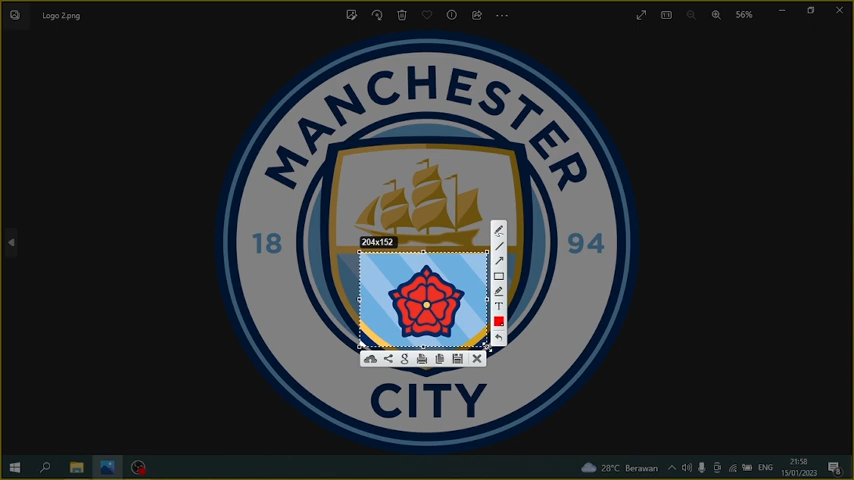 Logo 2.png
56%
MANCHESTER
18 94
204x152
T
CITY
28°C Berawan
ENG
21:58
15/01/2023